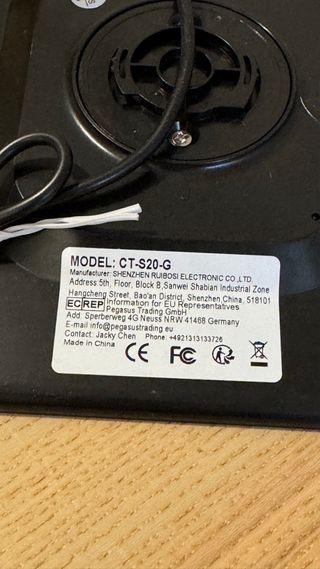 MODEL: CT-S20-G
Manufacturer: SHENZHEN RUIBOSI ELECTRONIC CO.,LTD.
Address 5th, Floor, Block B,Sanwei Shabian Industrial Zone
Hangcheng Street, Bao'an District, Shenzhen,China, 518101
EC REP Information for EU Representatives
Pegasus Trading GmbH
Add. Sperberweg 4G Neuss NRW 41468 Germany
E-mail info@pegasustrading.eu
Contact: Jacky Chen Phone: +4921313133726
Made in China CE FC